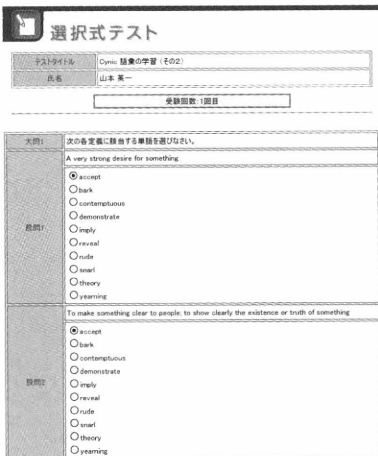 選択式テスト
テストタイトル Cynic 語彙の学習（その2）
氏名 山本 英一
受験回数:1回目
大問1 次の各定義に該当する単語を選びなさい。
A very strong desire for something
設問1
accept
bark
contemptuous
demonstrate
imply
reveal
rude
snarl
theory
yearning
To make something clear to people; to show clearly the existence or truth of something
設問2
accept
bark
contemptuous
demonstrate
imply
reveal
rude
snarl
theory
yearning